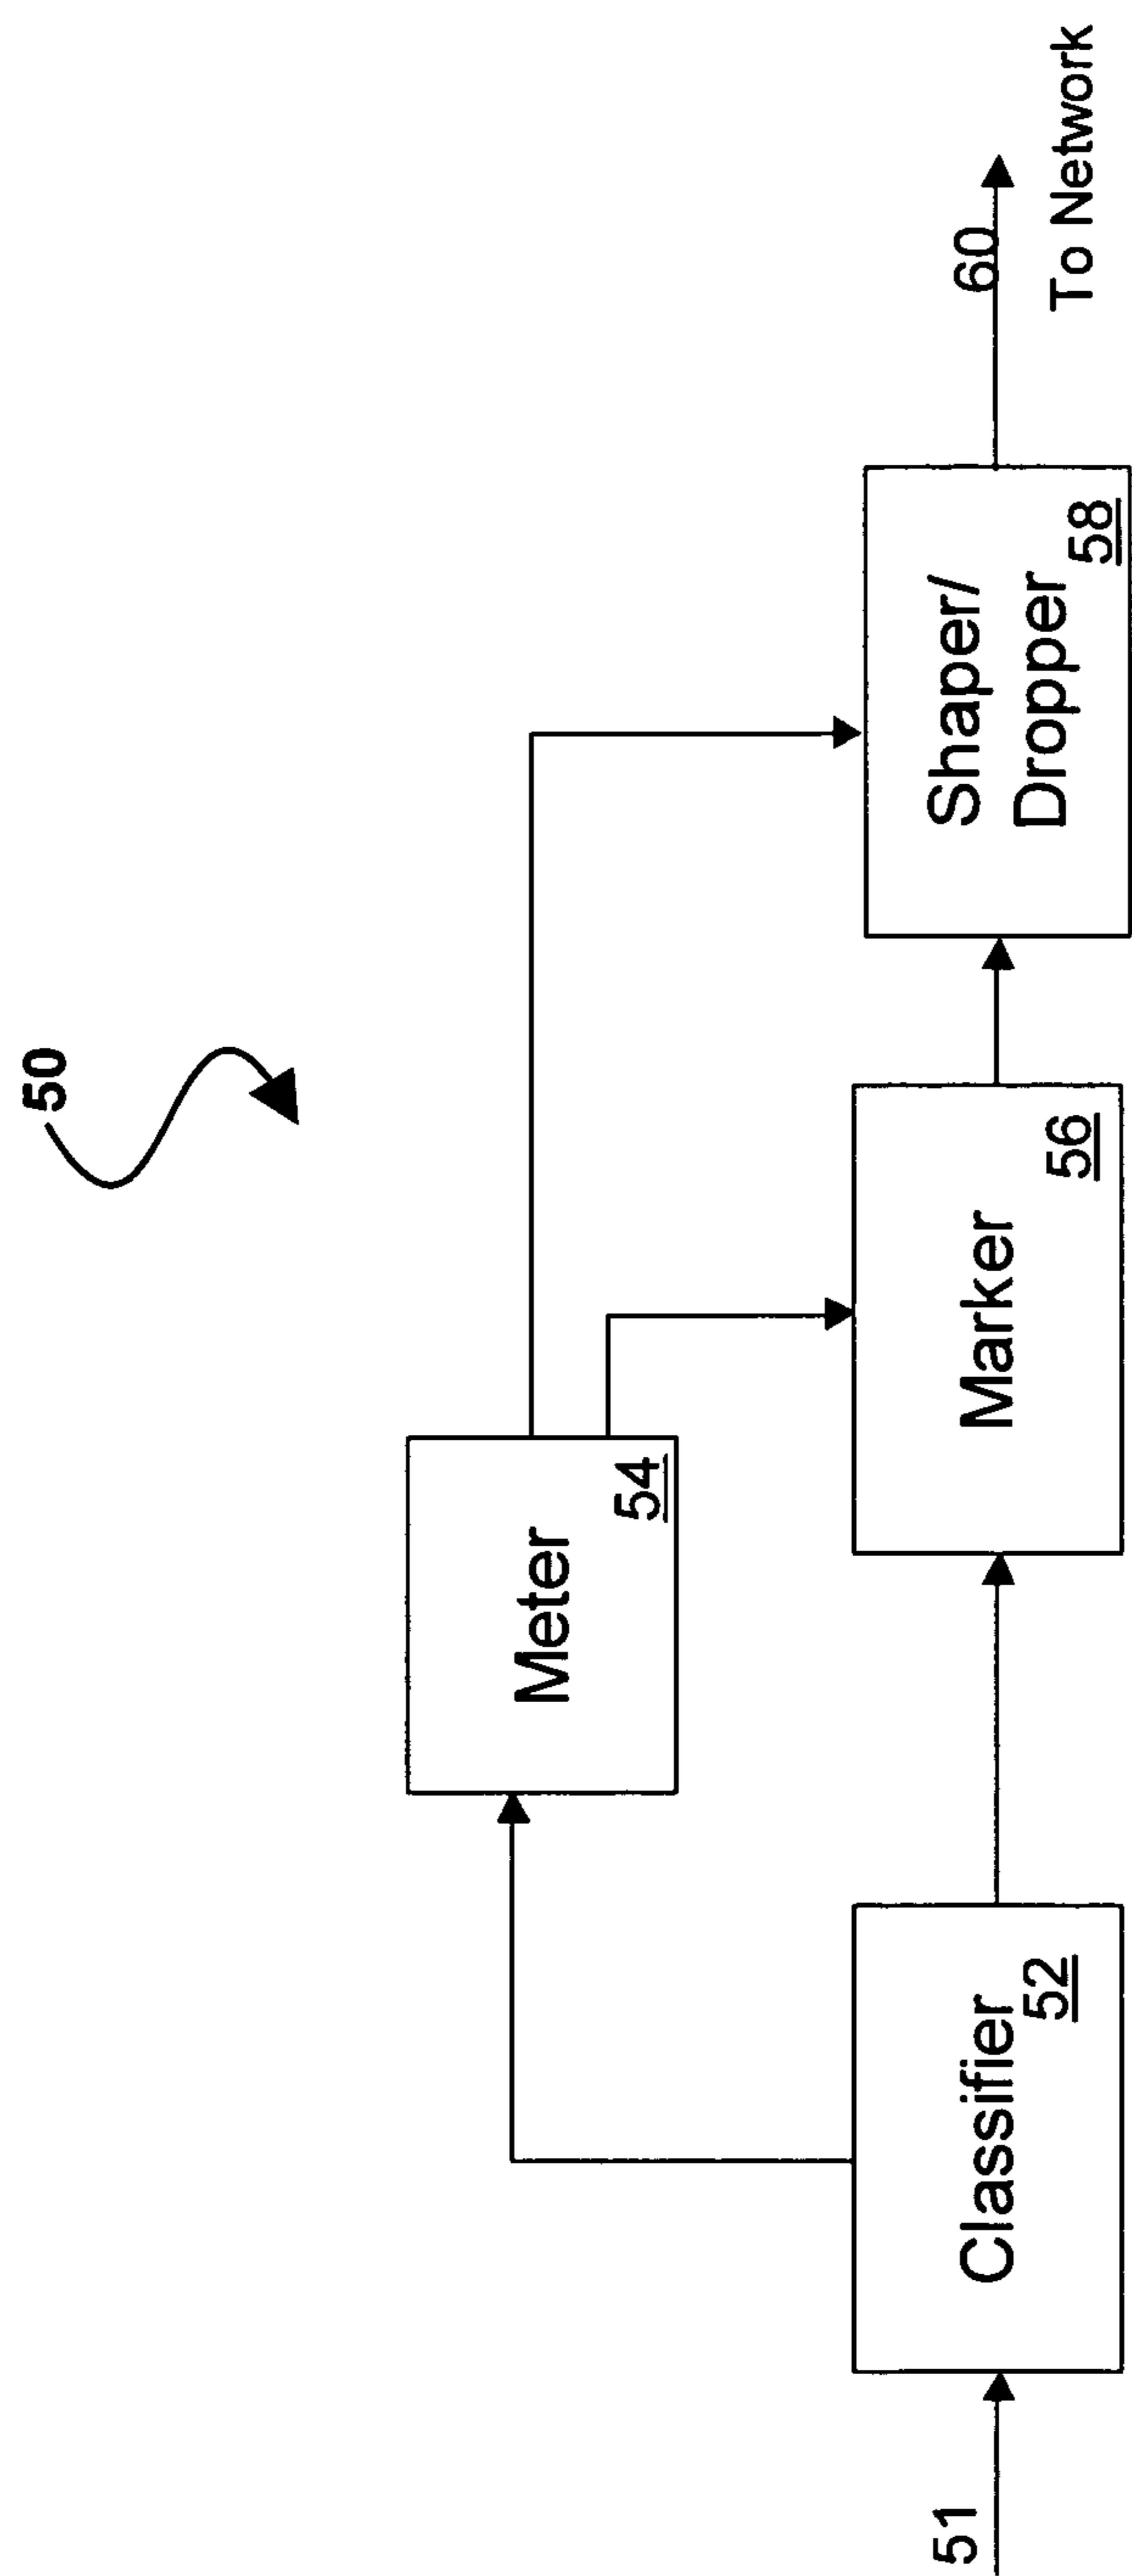 50
Meter
54
51
Classifier
52
Marker
56
Shaper/
Dropper
58
60
To Network